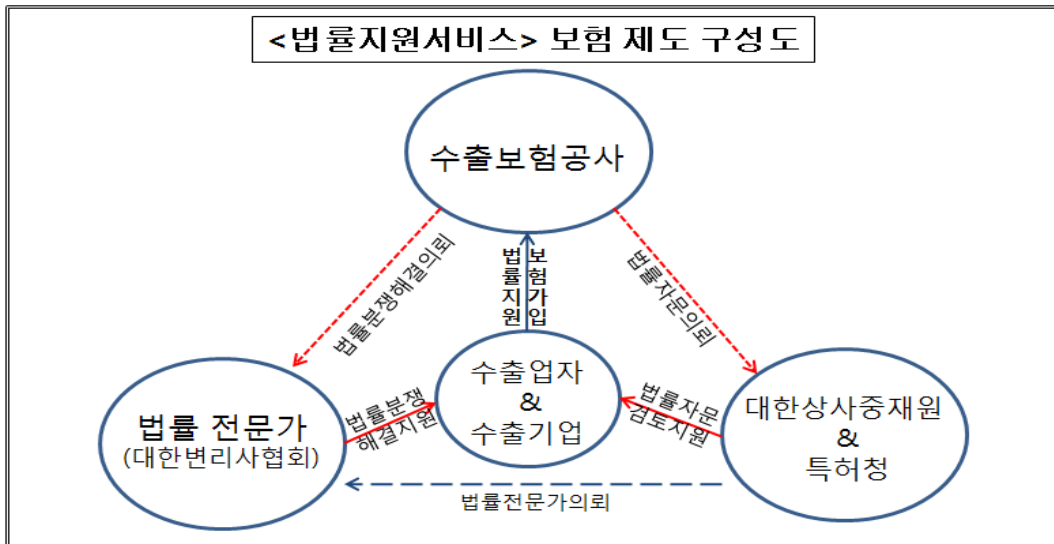 <법률지원서비스> 보험 제도 구성도
수출보험공사
법률분쟁해결의뢰
법률지원
보험가입
법률자문의뢰
법률 전문가
(대한변리사협회)
법률분쟁
해결지원
수출업자
&
수출기업
법률자문
검토지원
대한상사중재원
&
특허청
법률전문가의뢰